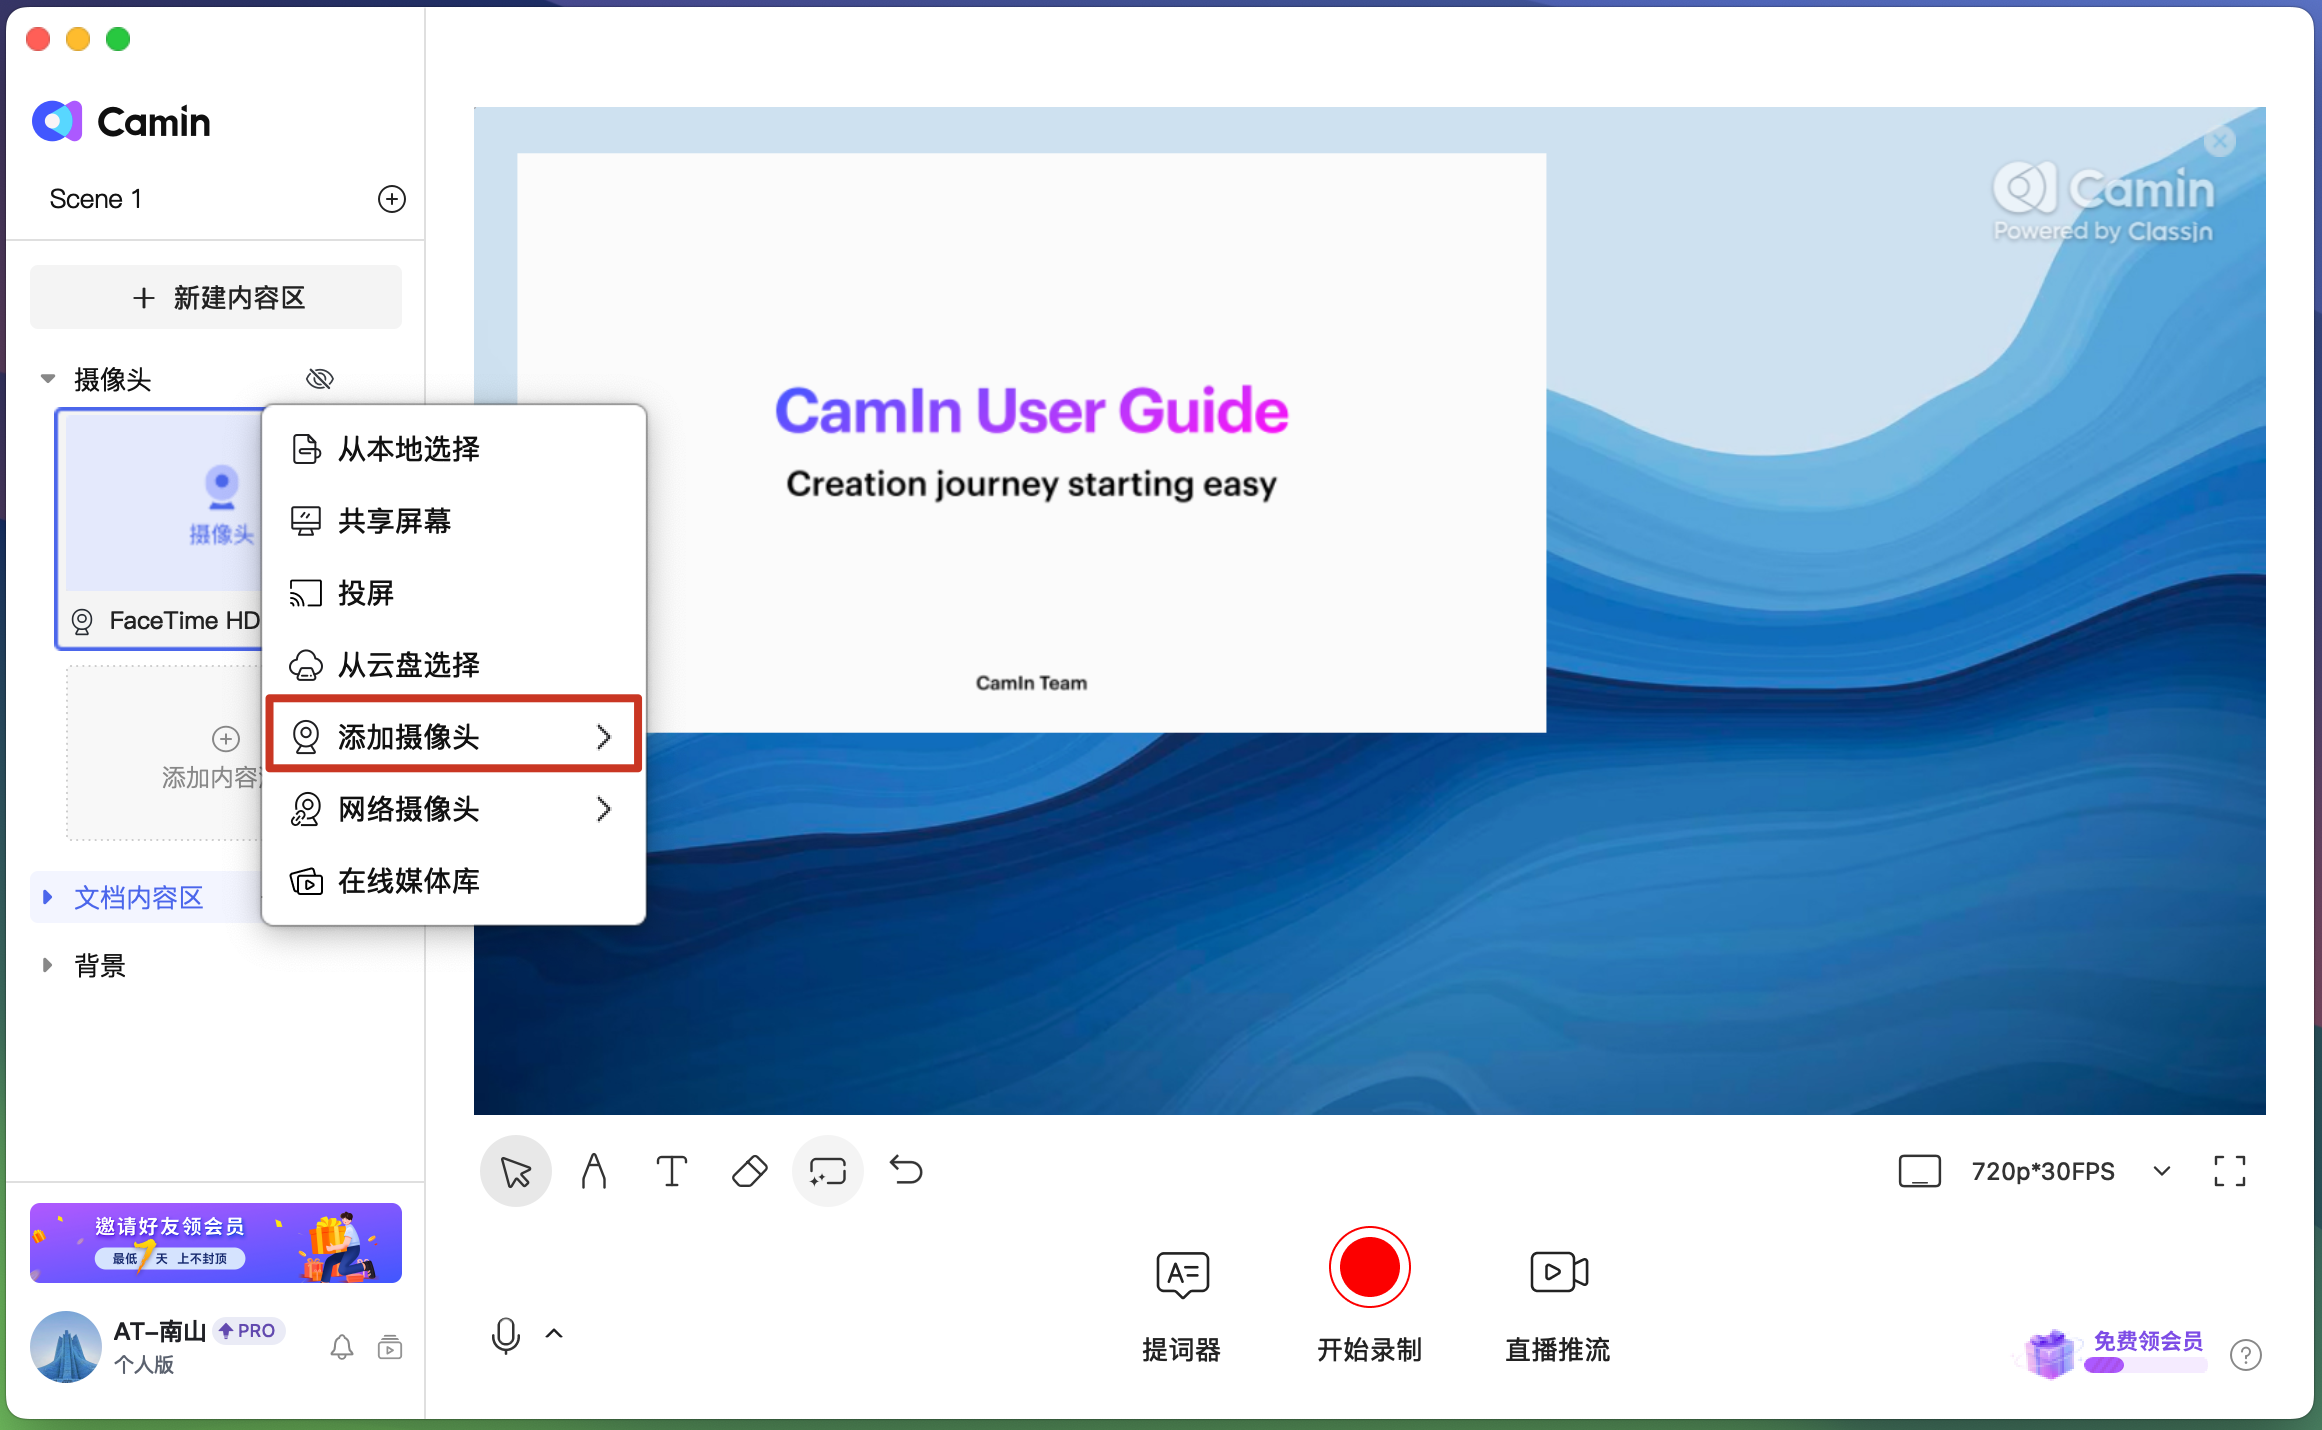 Camin
Scene 1
新建内容区
摄像头
摄像头
FaceTime HD
添加内容
文档内容区
背景
从本地选择
共享屏幕
投屏
从云盘选择
添加摄像头
网络摄像头
在线媒体库
CamIn User Guide
Creation journey starting easy
CamIn Team
Camin
Powered by ClassIn
720p*30FPS
A
提词器
开始录制
直播推流
邀请好友领会员
最低7天 上不封顶
AT-南山 PRO
个人版
免费领会员